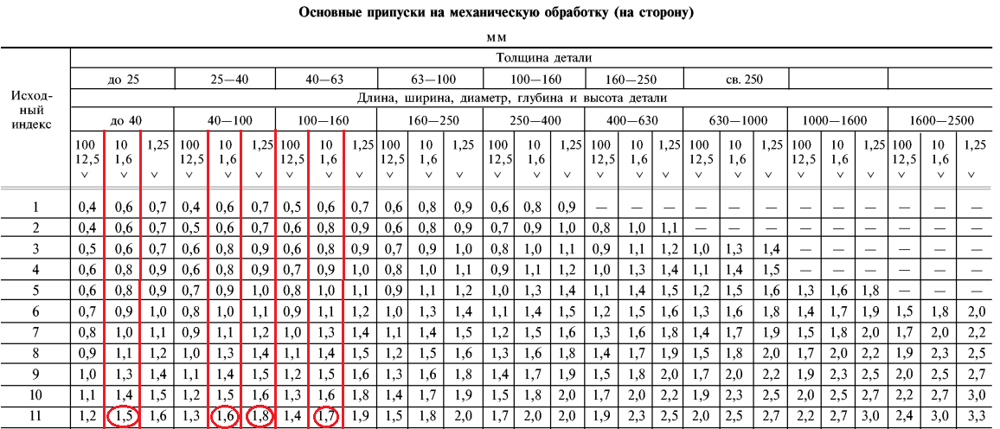 Основные припуски на механическую обработку (на сторону)
мм
Исход-
ный
индекс
Толщина детали
до 25 25—40 40—63 63—100 100—160 160—250 св. 250
Длина, ширина, диаметр, глубина и высота детали
до 40 40—100 100—160 160—250 250—400 400—630 630—1000 1000—1600 1600—2500
100 10 1,25 100 10 1,25 100 10 1,25 100 10 1,25 100 10 1,25 100 10 1,25 100 10 1,25 100 10 1,25 100 10 1,25
12,5 1,6 12,5 1,6 12,5 1,6 12,5 1,6 12,5 1,6 12,5 1,6 12,5 1,6 12,5 1,6 12,5 1,6
1 0,4 0,6 0,7 0,4 0,6 0,7 0,5 0,6 0,7 0,6 0,8 0,9 0,6 0,8 0,9 — — — — — — — — — — — —
2 0,4 0,6 0,7 0,5 0,6 0,7 0,6 0,8 0,9 0,6 0,8 0,9 0,7 0,9 1,0 0,8 1,0 1,1 — — — — — — — — —
3 0,5 0,6 0,7 0,6 0,8 0,9 0,6 0,8 0,9 0,7 0,9 1,0 0,8 1,0 1,1 0,9 1,1 1,2 1,0 1,3 1,4 — — — — — —
4 0,6 0,8 0,9 0,6 0,8 0,9 0,7 0,9 1,0 0,8 1,0 1,1 0,9 1,1 1,2 1,0 1,3 1,4 1,1 1,4 1,5 — — — — — —
5 0,6 0,8 0,9 0,7 0,9 1,0 0,8 1,0 1,1 0,9 1,1 1,2 1,0 1,3 1,4 1,1 1,4 1,5 1,2 1,5 1,6 1,3 1,6 1,8 — — —
6 0,7 0,9 1,0 0,8 1,0 1,1 0,9 1,1 1,2 1,0 1,3 1,4 1,1 1,4 1,5 1,2 1,5 1,6 1,3 1,6 1,8 1,4 1,7 1,9 1,5 1,8 2,0
7 0,8 1,0 1,1 0,9 1,1 1,2 1,0 1,3 1,4 1,1 1,4 1,5 1,2 1,5 1,6 1,3 1,6 1,8 1,4 1,7 1,9 1,5 1,8 2,0 1,7 2,0 2,2
8 0,9 1,1 1,2 1,0 1,3 1,4 1,1 1,4 1,5 1,2 1,5 1,6 1,3 1,6 1,8 1,4 1,7 1,9 1,5 1,8 2,0 1,7 2,0 2,2 1,9 2,3 2,5
9 1,0 1,3 1,4 1,1 1,4 1,5 1,2 1,5 1,6 1,3 1,6 1,8 1,4 1,7 1,9 1,5 1,8 2,0 1,7 2,0 2,2 1,9 2,3 2,5 2,0 2,5 2,7
10 1,1 1,4 1,5 1,2 1,5 1,6 1,3 1,6 1,8 1,4 1,7 1,9 1,5 1,8 2,0 1,7 2,0 2,2 1,9 2,3 2,5 2,0 2,5 2,7 2,2 2,7 3,0
11 1,2 1,5 1,6 1,3 1,6 1,8 1,4 1,7 1,9 1,5 1,8 2,0 1,7 2,0 2,0 1,9 2,3 2,5 2,0 2,5 2,7 2,2 2,7 3,0 2,4 3,0 3,3